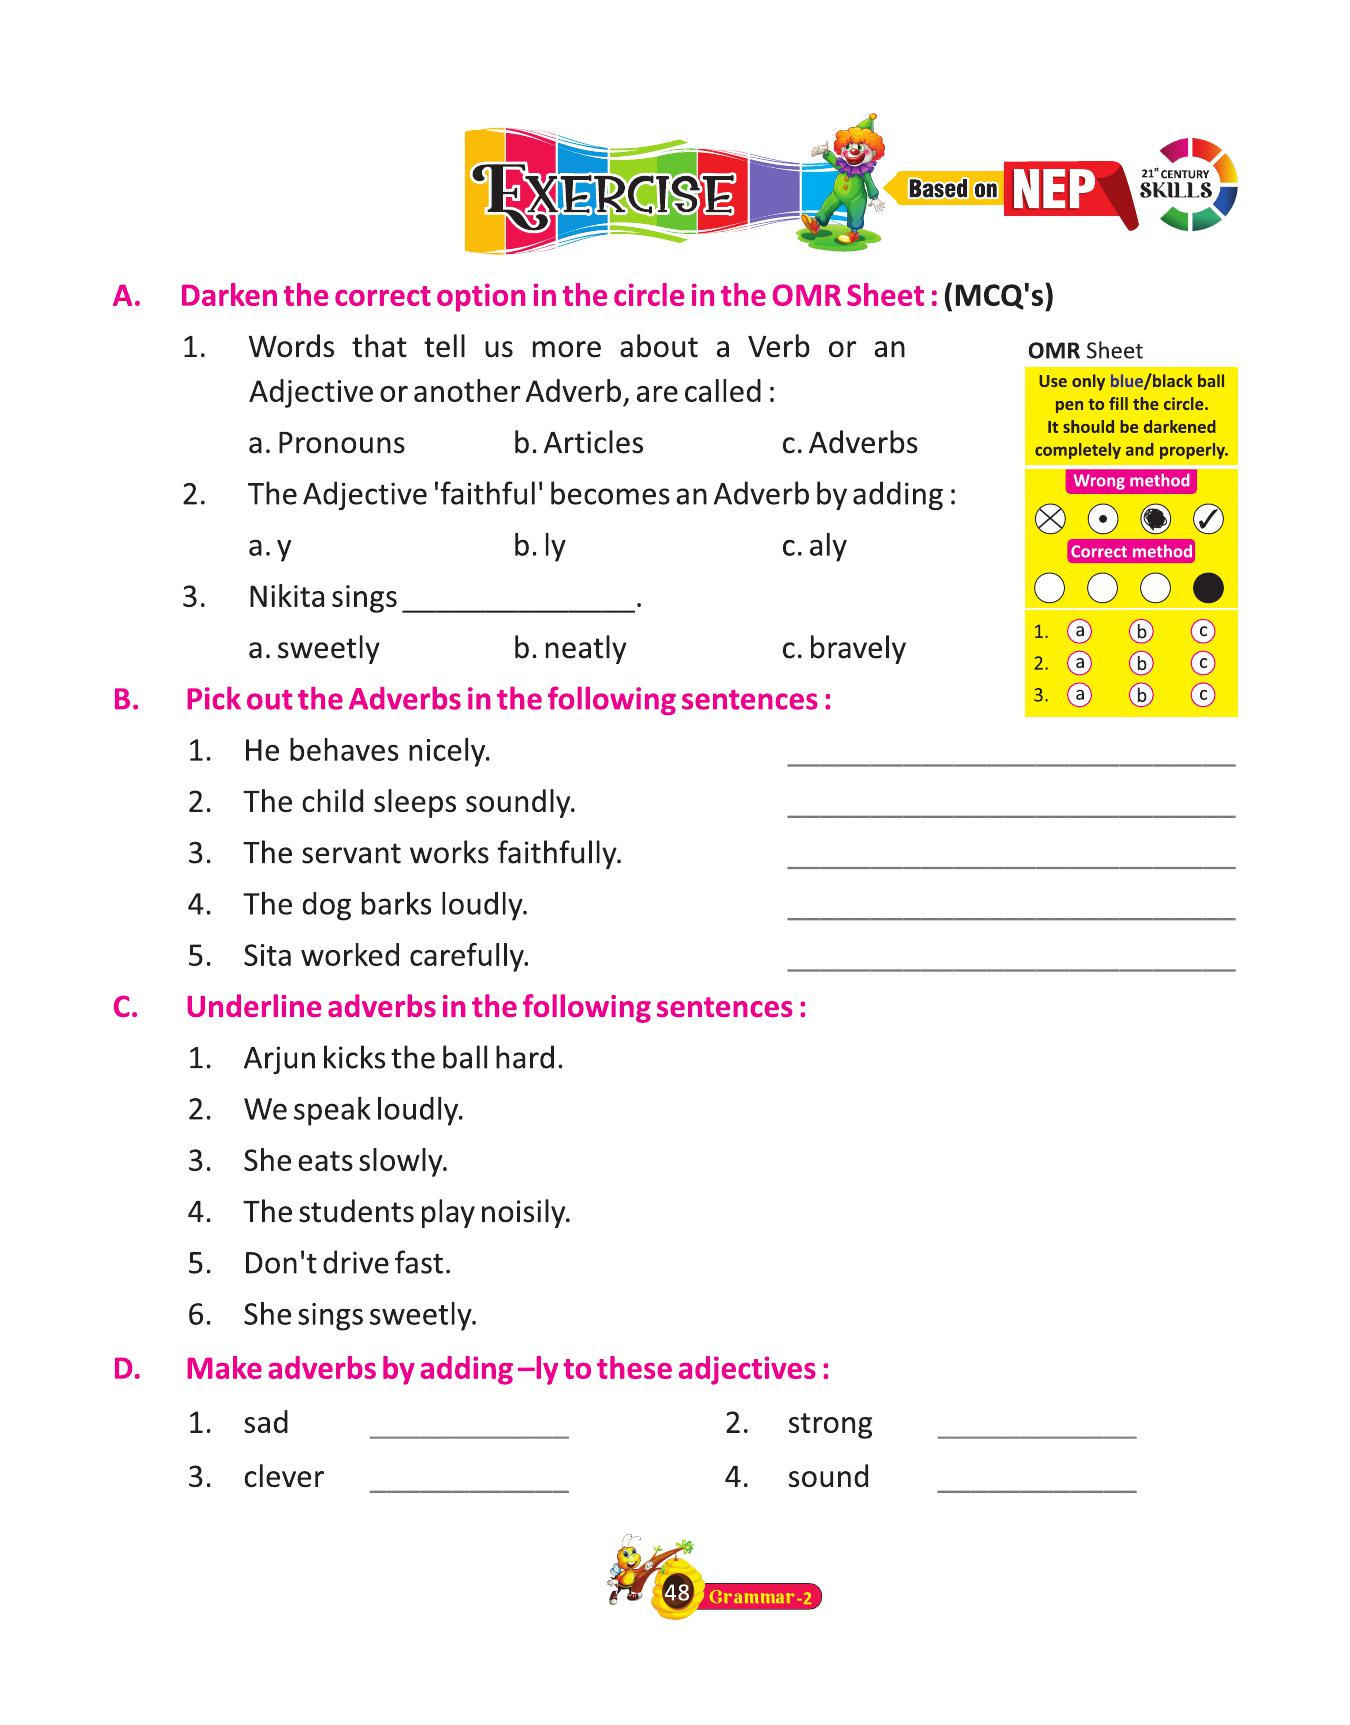 EXERCISE
Based on NEP
21st CENTURY
SKILLS
A. Darken the correct option in the circle in the OMR Sheet : (MCQ's)
1. Words that tell us more about a Verb or an
Adjective or another Adverb, are called :
a. Pronouns b. Articles c. Adverbs
2. The Adjective 'faithful' becomes an Adverb by adding :
a. y b. ly c. aly
3. Nikita sings ______________.
a. sweetly b. neatly c. bravely
OMR Sheet
Use only blue/black ball
pen to fill the circle.
It should be darkened
completely and properly.
Wrong method
Correct method
1. a b c
2. a b c
3. a b c
B. Pick out the Adverbs in the following sentences :
1. He behaves nicely. ___________________________
2. The child sleeps soundly. ___________________________
3. The servant works faithfully. ___________________________
4. The dog barks loudly. ___________________________
5. Sita worked carefully. ___________________________
C. Underline adverbs in the following sentences :
1. Arjun kicks the ball hard.
2. We speak loudly.
3. She eats slowly.
4. The students play noisily.
5. Don't drive fast.
6. She sings sweetly.
D. Make adverbs by adding –ly to these adjectives :
1. sad ____________ 2. strong ____________
3. clever ____________ 4. sound ____________
48 Grammar-2